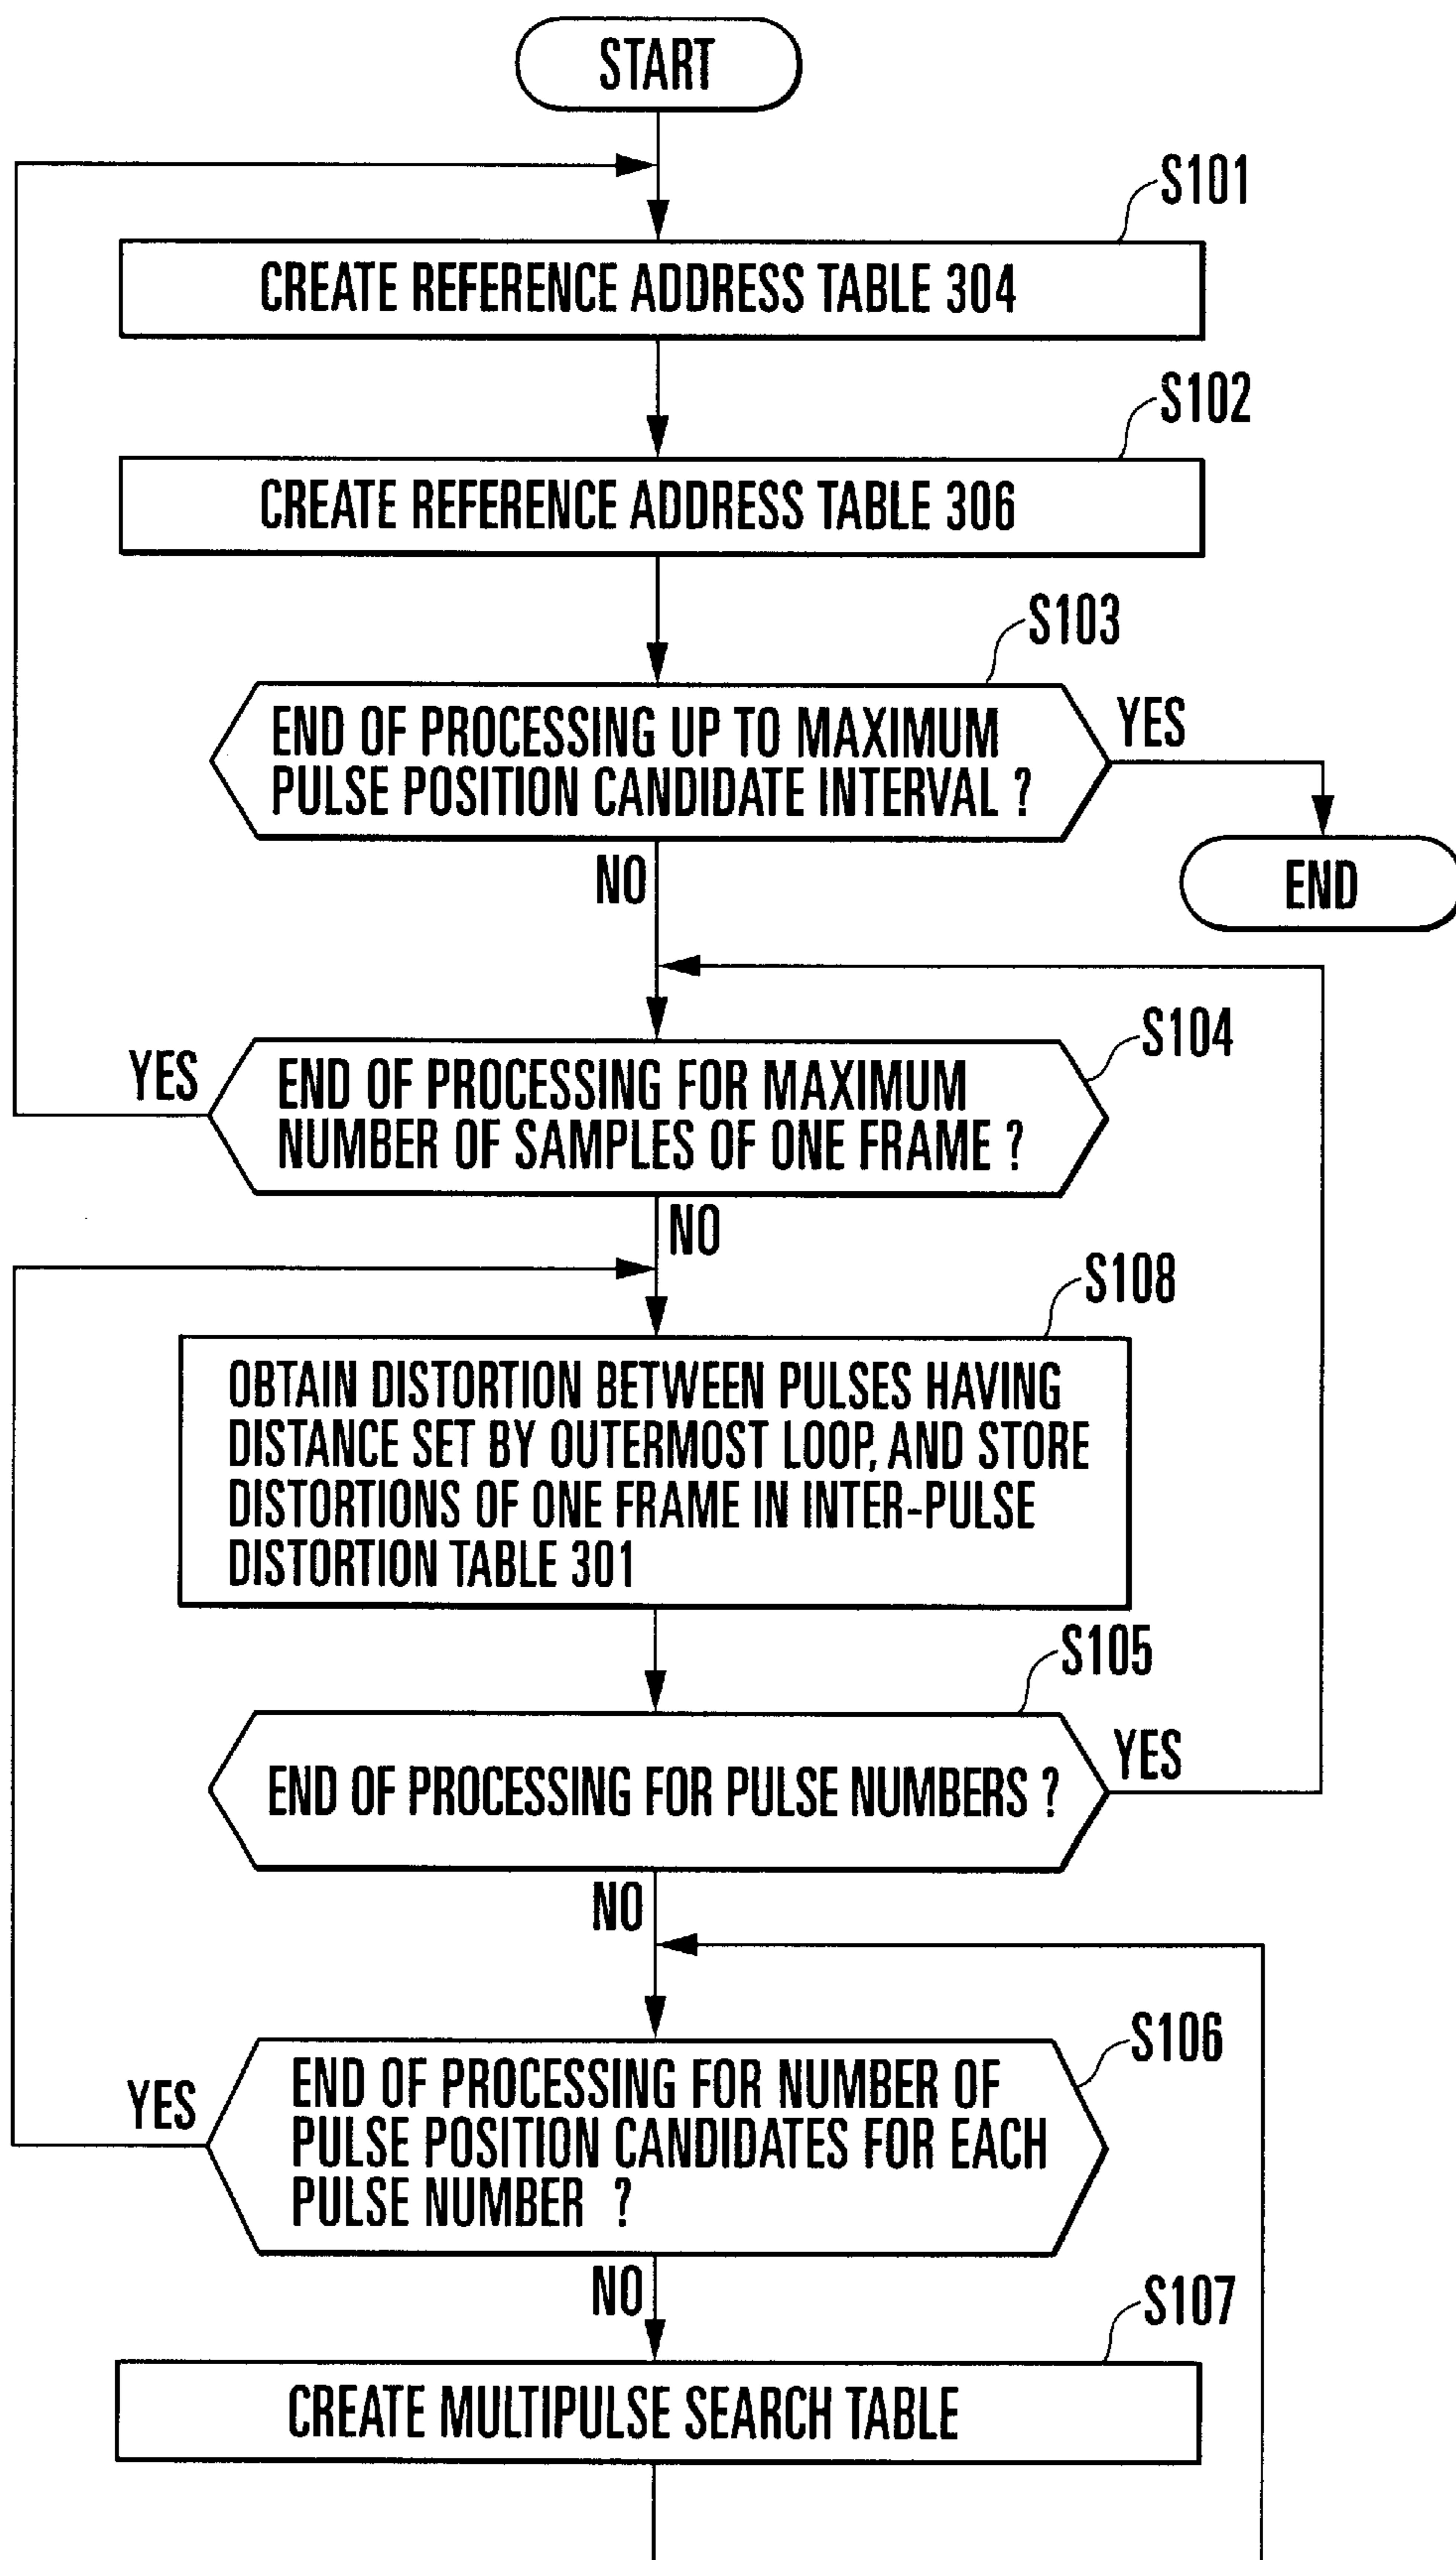 START
S101
CREATE REFERENCE ADDRESS TABLE 304
S102
CREATE REFERENCE ADDRESS TABLE 306
S103
END OF PROCESSING UP TO MAXIMUM
PULSE POSITION CANDIDATE INTERVAL ?
YES
END
NO
S104
YES
END OF PROCESSING FOR MAXIMUM
NUMBER OF SAMPLES OF ONE FRAME ?
NO
S108
OBTAIN DISTORTION BETWEEN PULSES HAVING
DISTANCE SET BY OUTERMOST LOOP, AND STORE
DISTORTIONS OF ONE FRAME IN INTER-PULSE
DISTORTION TABLE 301
S105
END OF PROCESSING FOR PULSE NUMBERS ?
YES
NO
S106
YES
END OF PROCESSING FOR NUMBER OF
PULSE POSITION CANDIDATES FOR EACH
PULSE NUMBER ?
NO
S107
CREATE MULTIPULSE SEARCH TABLE